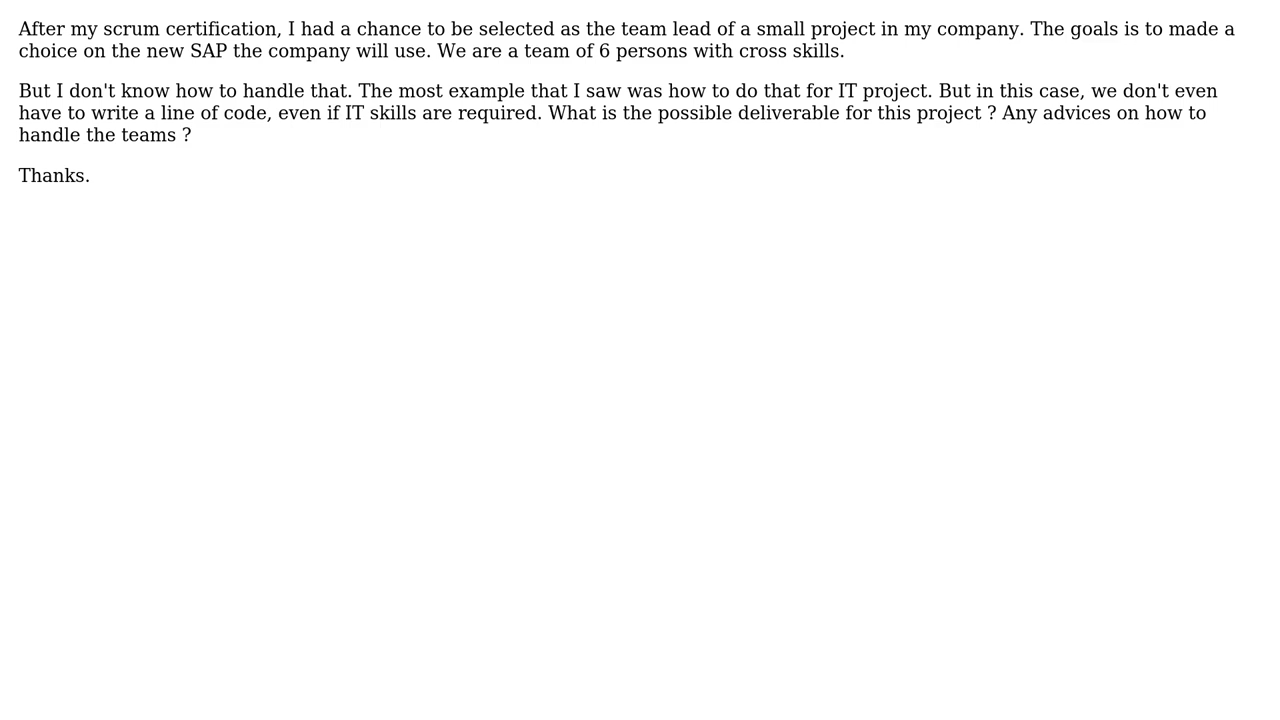 After my scrum certification, I had a chance to be selected as the team lead of a small project in my company. The goals is to made a
choice on the new SAP the company will use. We are a team of 6 persons with cross skills.
But I don't know how to handle that. The most example that I saw was how to do that for IT project. But in this case, we don't even
have to write a line of code, even if IT skills are required. What is the possible deliverable for this project ? Any advices on how to
handle the teams ?
Thanks.